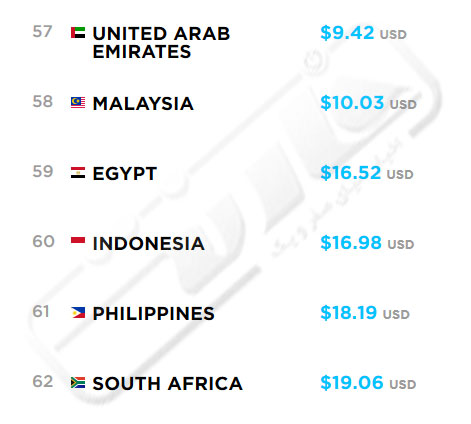 57 UNITED ARAB $9.42 USD
EMIRATES
58 MALAYSIA $10.03 USD
59 EGYPT $16.52 USD
60 INDONESIA $16.98 USD
61 PHILIPPINES $18.19 USD
62 SOUTH AFRICA $19.06 USD